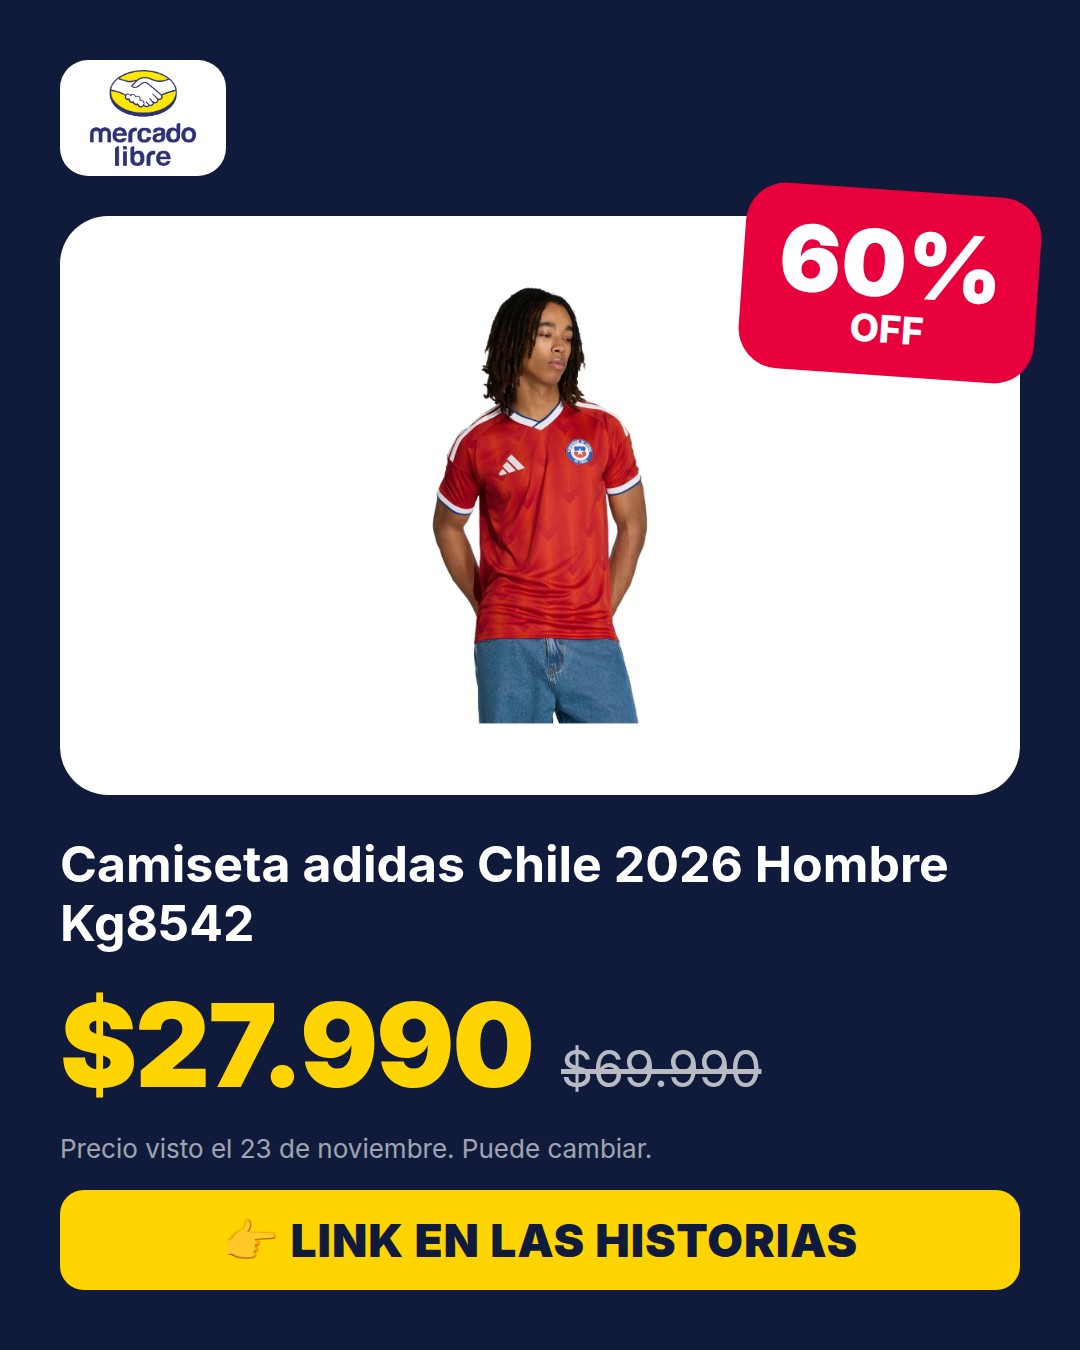 mercado
libre
60%
OFF
Camiseta adidas Chile 2026 Hombre
Kg8542
$27.990 $69.990
Precio visto el 23 de noviembre. Puede cambiar.
👉 LINK EN LAS HISTORIAS